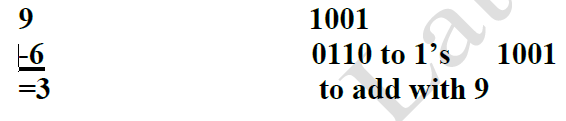 9 1001
-6 0110 to 1's 1001
=3 to add with 9